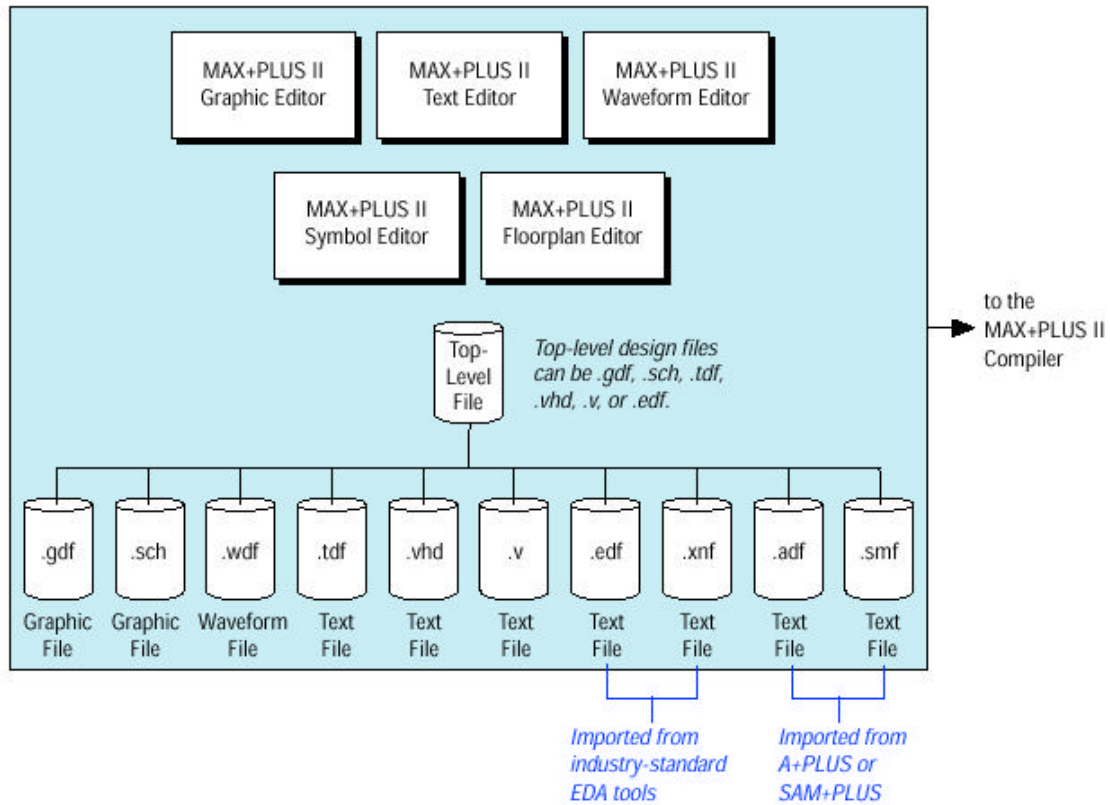 MAX+PLUS II
Graphic Editor
MAX+PLUS II
Text Editor
MAX+PLUS II
Waveform Editor
MAX+PLUS II
Symbol Editor
MAX+PLUS II
Floorplan Editor
to the
MAX+PLUS II
Compiler
Top-
Level
File
Top-level design files
can be .gdf, .sch, .tdf,
.vhd, .v, or .edf.
.gdf
.sch
.wdf
.tdf
.vhd
.v
.edf
.xnf
.adf
.smf
Graphic
File
Graphic
File
Waveform
File
Text
File
Text
File
Text
File
Text
File
Text
File
Text
File
Text
File
Imported from
industry-standard
EDA tools
Imported from
A+PLUS or
SAM+PLUS